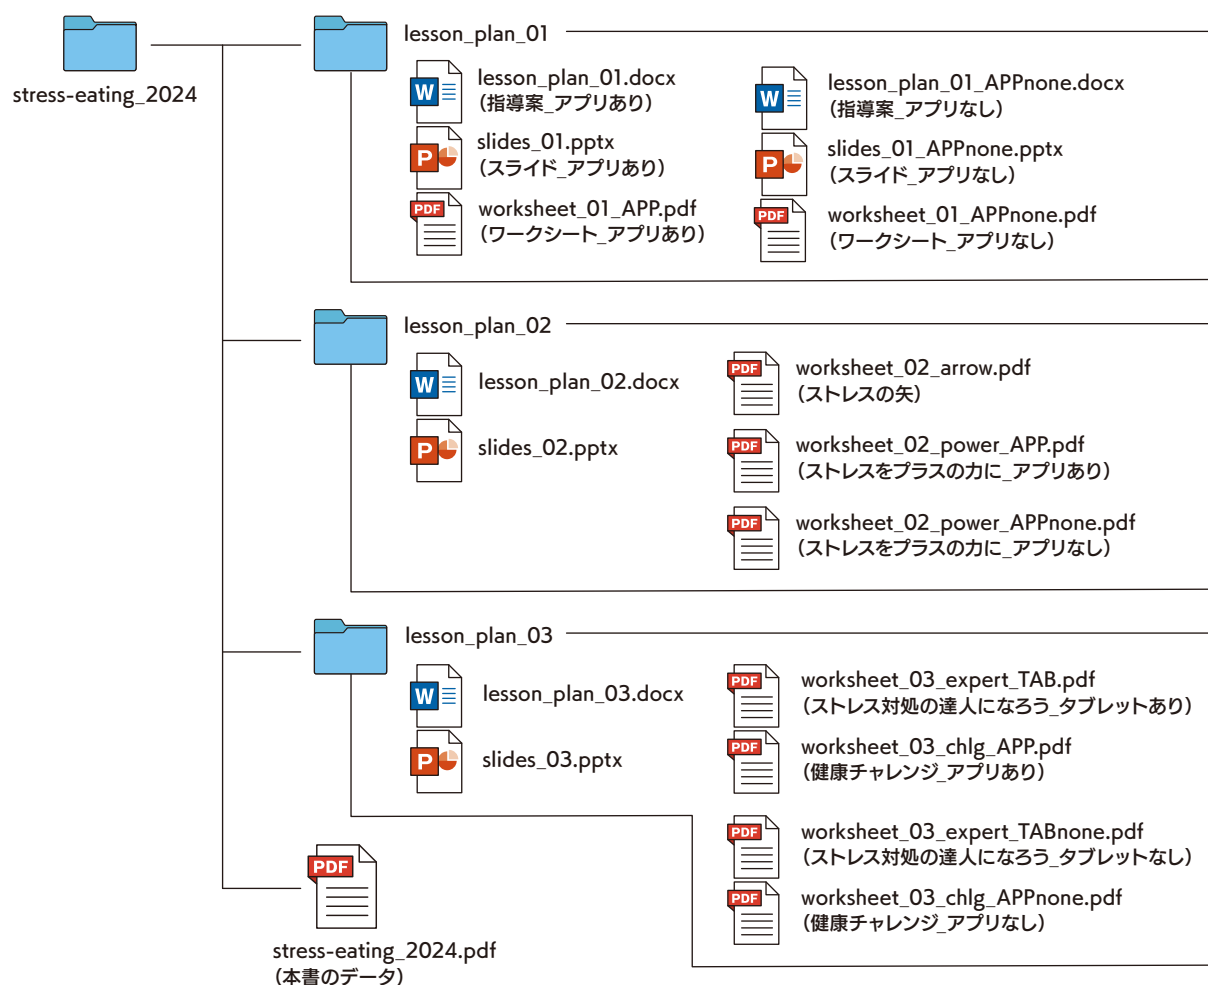 stress-eating_2024
lesson_plan_01
W
lesson_plan_01.docx
（指導案_アプリあり）
P
slides_01.pptx
（スライド_アプリあり）
PDF
worksheet_01_APP.pdf
（ワークシート_アプリあり）
W
lesson_plan_01_APPnone.docx
（指導案_アプリなし）
P
slides_01_APPnone.pptx
（スライド_アプリなし）
PDF
worksheet_01_APPnone.pdf
（ワークシート_アプリなし）
lesson_plan_02
W
lesson_plan_02.docx
P
slides_02.pptx
PDF
worksheet_02_arrow.pdf
（ストレスの矢）
PDF
worksheet_02_power_APP.pdf
（ストレスをプラスの力に_アプリあり）
PDF
worksheet_02_power_APPnone.pdf
（ストレスをプラスの力に_アプリなし）
lesson_plan_03
W
lesson_plan_03.docx
P
slides_03.pptx
PDF
worksheet_03_expert_TAB.pdf
（ストレス対処の達人になろう_タブレットあり）
PDF
worksheet_03_chlg_APP.pdf
（健康チャレンジ_アプリあり）
PDF
worksheet_03_expert_TABnone.pdf
（ストレス対処の達人になろう_タブレットなし）
PDF
worksheet_03_chlg_APPnone.pdf
（健康チャレンジ_アプリなし）
PDF
stress-eating_2024.pdf
（本書のデータ）